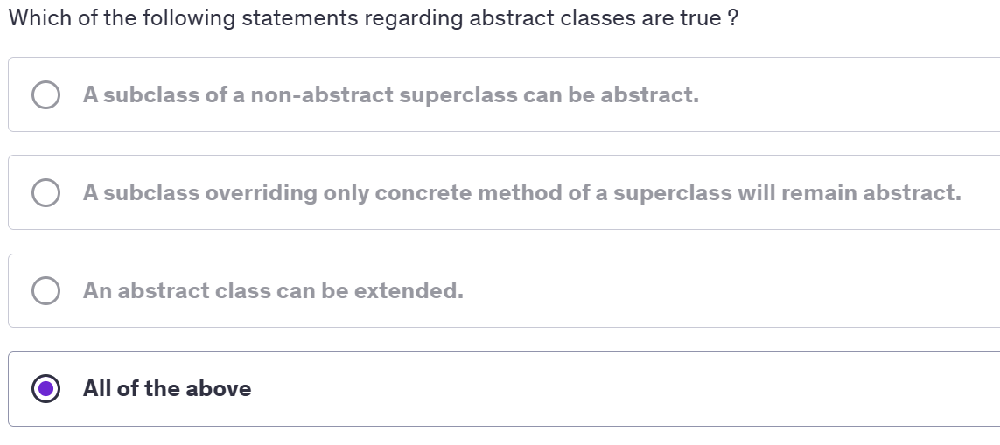 Which of the following statements regarding abstract classes are true ?
A subclass of a non-abstract superclass can be abstract.
A subclass overriding only concrete method of a superclass will remain abstract.
An abstract class can be extended.
All of the above